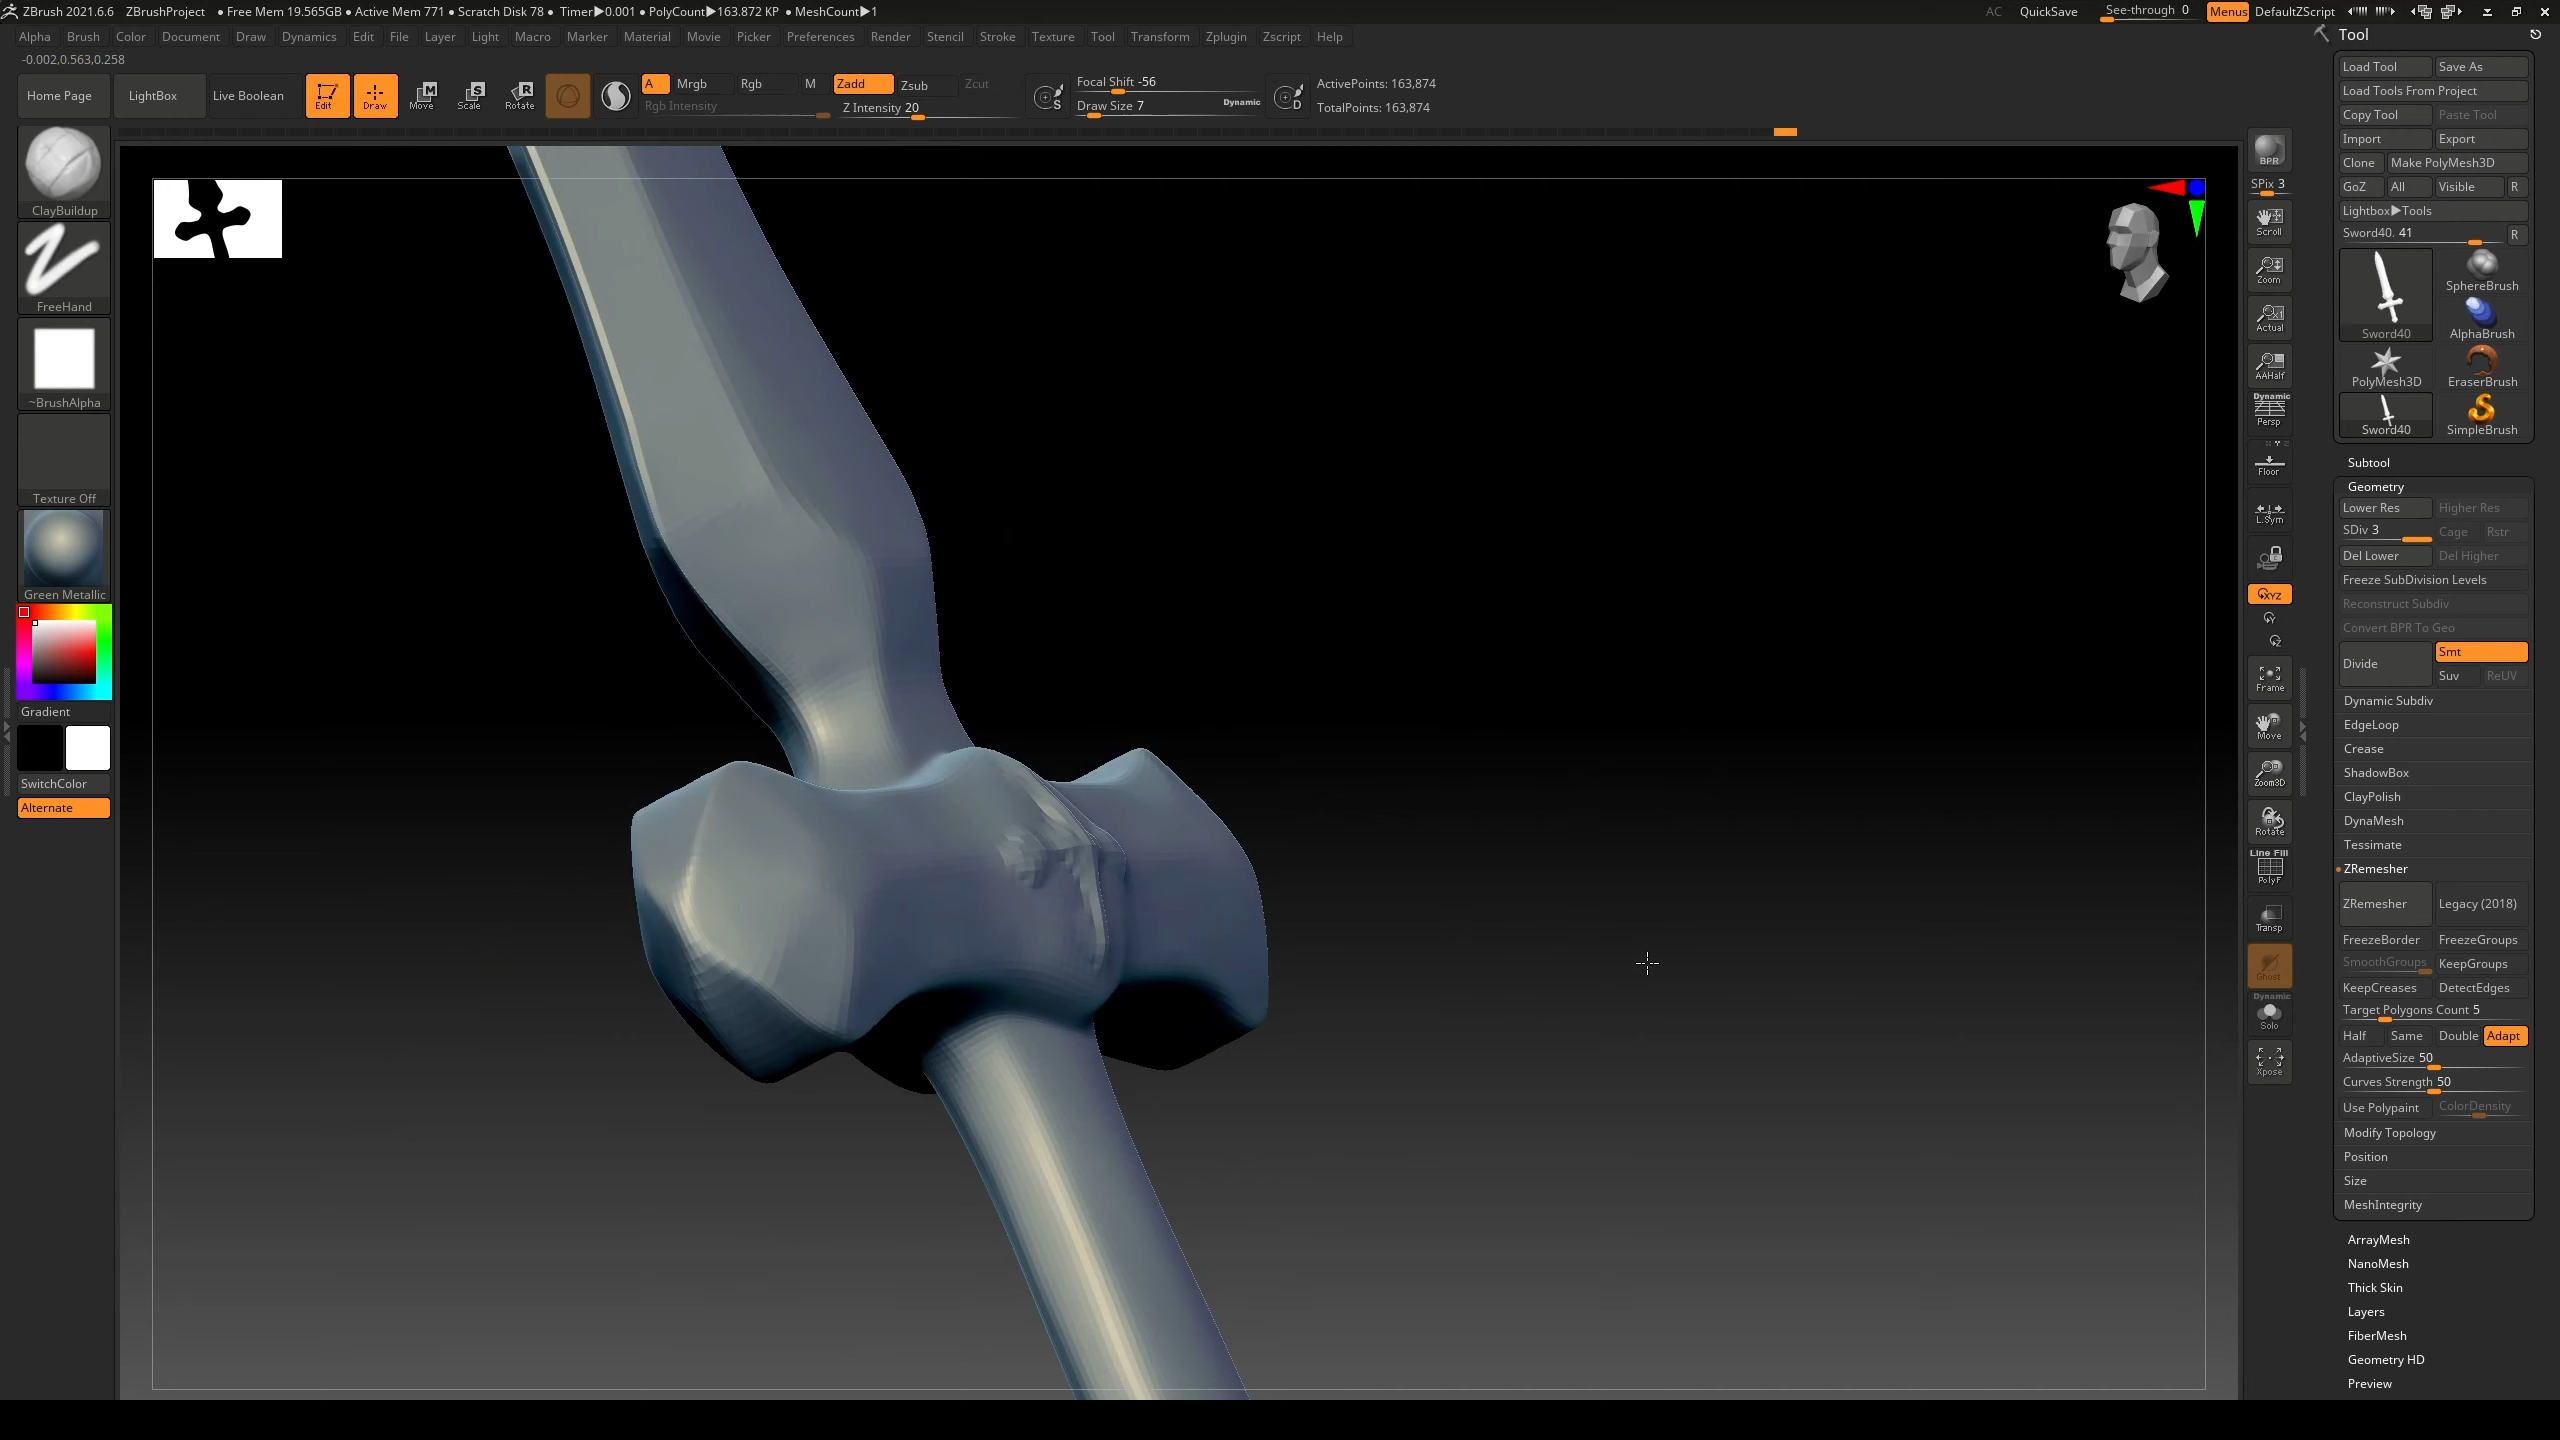 ZBrush 2021.6.6 ZBrushProject • Free Mem 19.565GB • Active Mem 771 • Scratch Disk 78 • Timer▶0.001 • PolyCount▶163.872 KP • MeshCount▶1 AC QuickSave See-through 0 Menus DefaultZScript
Alpha Brush Color Document Draw Dynamics Edit File Layer Light Macro Marker Material Movie Picker Preferences Render Stencil Stroke Texture Tool Transform Zplugin Zscript Help
-0.002,0.563,0.258
Home Page LightBox Live Boolean Edit Draw Move Scale Rotate
A Mrgb Rgb M Zadd Zsub Zcut
Rgb Intensity Z Intensity 20
Focal Shift -56
Draw Size 7 Dynamic
ActivePoints: 163,874
TotalPoints: 163,874
ClayBuildup
FreeHand
~BrushAlpha
Texture Off
Green Metallic
Gradient
SwitchColor
Alternate
BPR
SPix 3
Scroll
Zoom
Actual
AAHalf
Dynamic
Persp
Floor
L.Sym
XYZ
Frame
Move
Zoom3D
Rotate
Line Fill
PolyF
Transp
Ghost
Dynamic
Solo
Xpose
Tool
Load Tool Save As
Load Tools From Project
Copy Tool Paste Tool
Import Export
Clone Make PolyMesh3D
GoZ All Visible R
Lightbox▶Tools
Sword40. 41 R
Sword40 SphereBrush
AlphaBrush
PolyMesh3D EraserBrush
Sword40 SimpleBrush
Subtool
Geometry
Lower Res Higher Res
SDiv 3 Cage Rstr
Del Lower Del Higher
Freeze SubDivision Levels
Reconstruct Subdiv
Convert BPR To Geo
Divide Smt
Suv ReUV
Dynamic Subdiv
EdgeLoop
Crease
ShadowBox
ClayPolish
DynaMesh
Tessimate
ZRemesher
ZRemesher Legacy (2018)
FreezeBorder FreezeGroups
SmoothGroups KeepGroups
KeepCreases DetectEdges
Target Polygons Count 5
Half Same Double Adapt
AdaptiveSize 50
Curves Strength 50
Use Polypaint ColorDensity
Modify Topology
Position
Size
MeshIntegrity
ArrayMesh
NanoMesh
Thick Skin
Layers
FiberMesh
Geometry HD
Preview